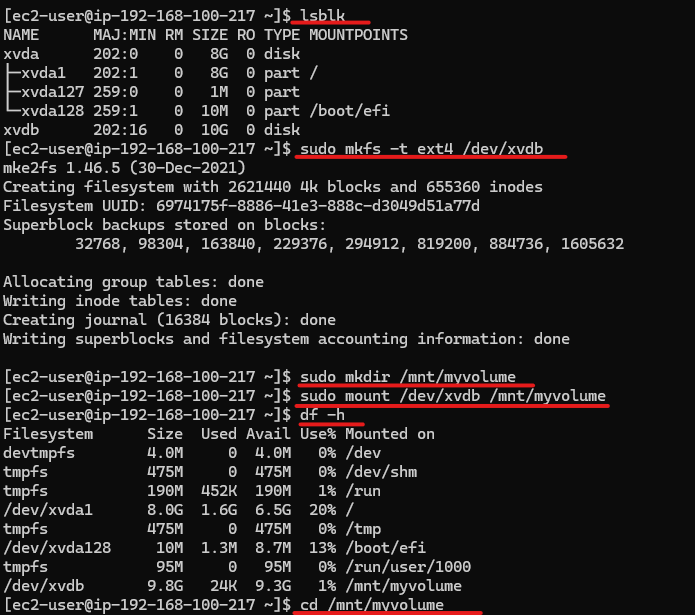 [ec2-user@ip-192-168-100-217 ~]$ lsblk
NAME      MAJ:MIN RM SIZE RO TYPE MOUNTPOINTS
xvda      202:0    0   8G  0 disk
├─xvda1   202:1    0   8G  0 part /
├─xvda127 259:0    0   1M  0 part
└─xvda128 259:1    0  10M  0 part /boot/efi
xvdb      202:16   0  10G  0 disk
[ec2-user@ip-192-168-100-217 ~]$ sudo mkfs -t ext4 /dev/xvdb
mke2fs 1.46.5 (30-Dec-2021)
Creating filesystem with 2621440 4k blocks and 655360 inodes
Filesystem UUID: 6974175f-8886-41e3-888c-d3049d51a77d
Superblock backups stored on blocks:
        32768, 98304, 163840, 229376, 294912, 819200, 884736, 1605632

Allocating group tables: done
Writing inode tables: done
Creating journal (16384 blocks): done
Writing superblocks and filesystem accounting information: done

[ec2-user@ip-192-168-100-217 ~]$ sudo mkdir /mnt/myvolume
[ec2-user@ip-192-168-100-217 ~]$ sudo mount /dev/xvdb /mnt/myvolume
[ec2-user@ip-192-168-100-217 ~]$ df -h
Filesystem      Size  Used Avail Use% Mounted on
devtmpfs        4.0M     0  4.0M   0% /dev
tmpfs           475M     0  475M   0% /dev/shm
tmpfs           190M  452K  190M   1% /run
/dev/xvda1      8.0G  1.6G  6.5G  20% /
tmpfs           475M     0  475M   0% /tmp
/dev/xvda128     10M  1.3M  8.7M  13% /boot/efi
tmpfs            95M     0   95M   0% /run/user/1000
/dev/xvdb       9.8G   24K  9.3G   1% /mnt/myvolume
[ec2-user@ip-192-168-100-217 ~]$ cd /mnt/myvolume